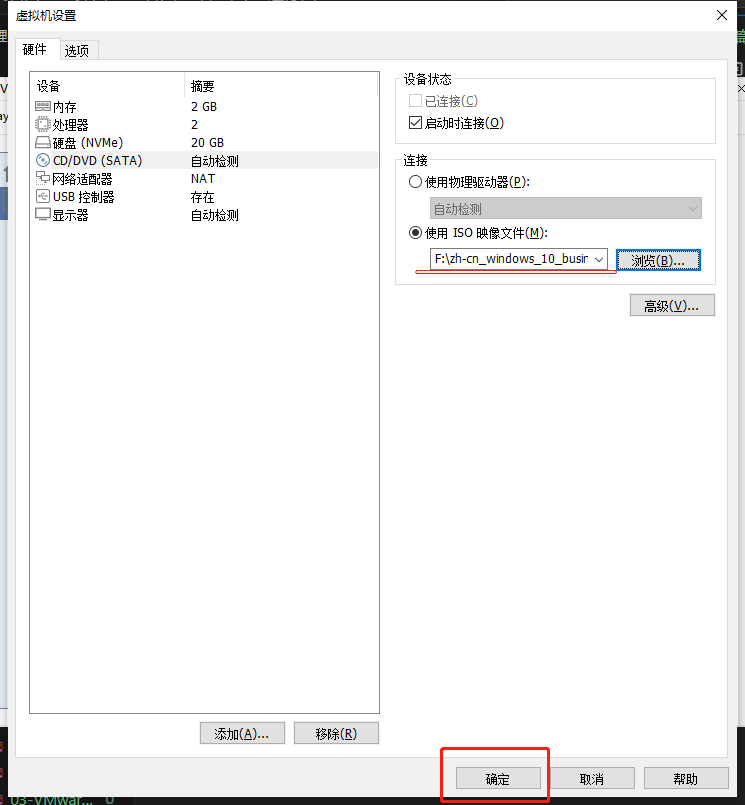 虚拟机设置
硬件 选项
设备 摘要
内存 2 GB
处理器 2
硬盘 (NVMe) 20 GB
CD/DVD (SATA) 自动检测
网络适配器 NAT
USB 控制器 存在
显示器 自动检测
添加(A)... 移除(R)
设备状态
已连接(C)
启动时连接(O)
连接
使用物理驱动器(P):
自动检测
使用 ISO 映像文件(M):
F:\zh-cn_windows_10_busir
浏览(B)...
高级(V)...
确定 取消 帮助
03-VMwar... U